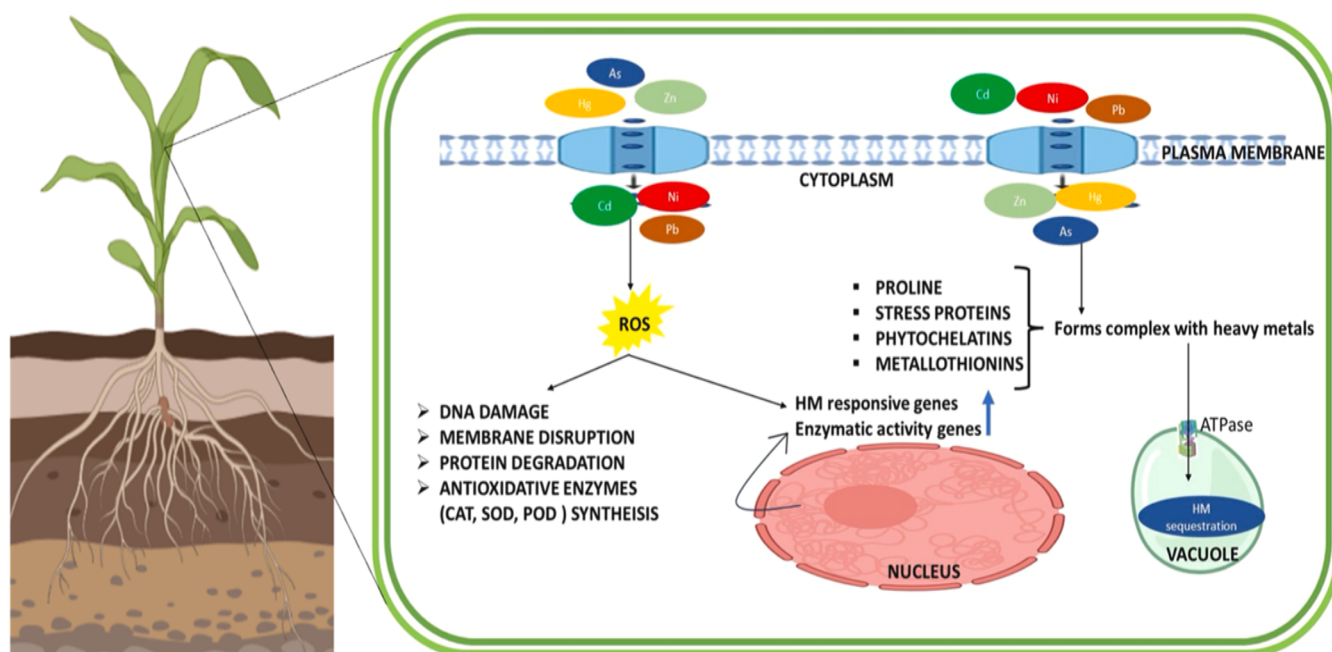 As
Hg
Zn
Cd
Ni
Pb
PLASMA MEMBRANE
CYTOPLASM
Cd
Ni
Pb
Zn
Hg
As
ROS
PROLINE
STRESS PROTEINS
PHYTOCHELATINS
METALLOTHIONINS
Forms complex with heavy metals
DNA DAMAGE
MEMBRANE DISRUPTION
PROTEIN DEGRADATION
ANTIOXIDATIVE ENZYMES
(CAT, SOD, POD ) SYNTHEISIS
HM responsive genes
Enzymatic activity genes
NUCLEUS
ATPase
HM
sequestration
VACUOLE